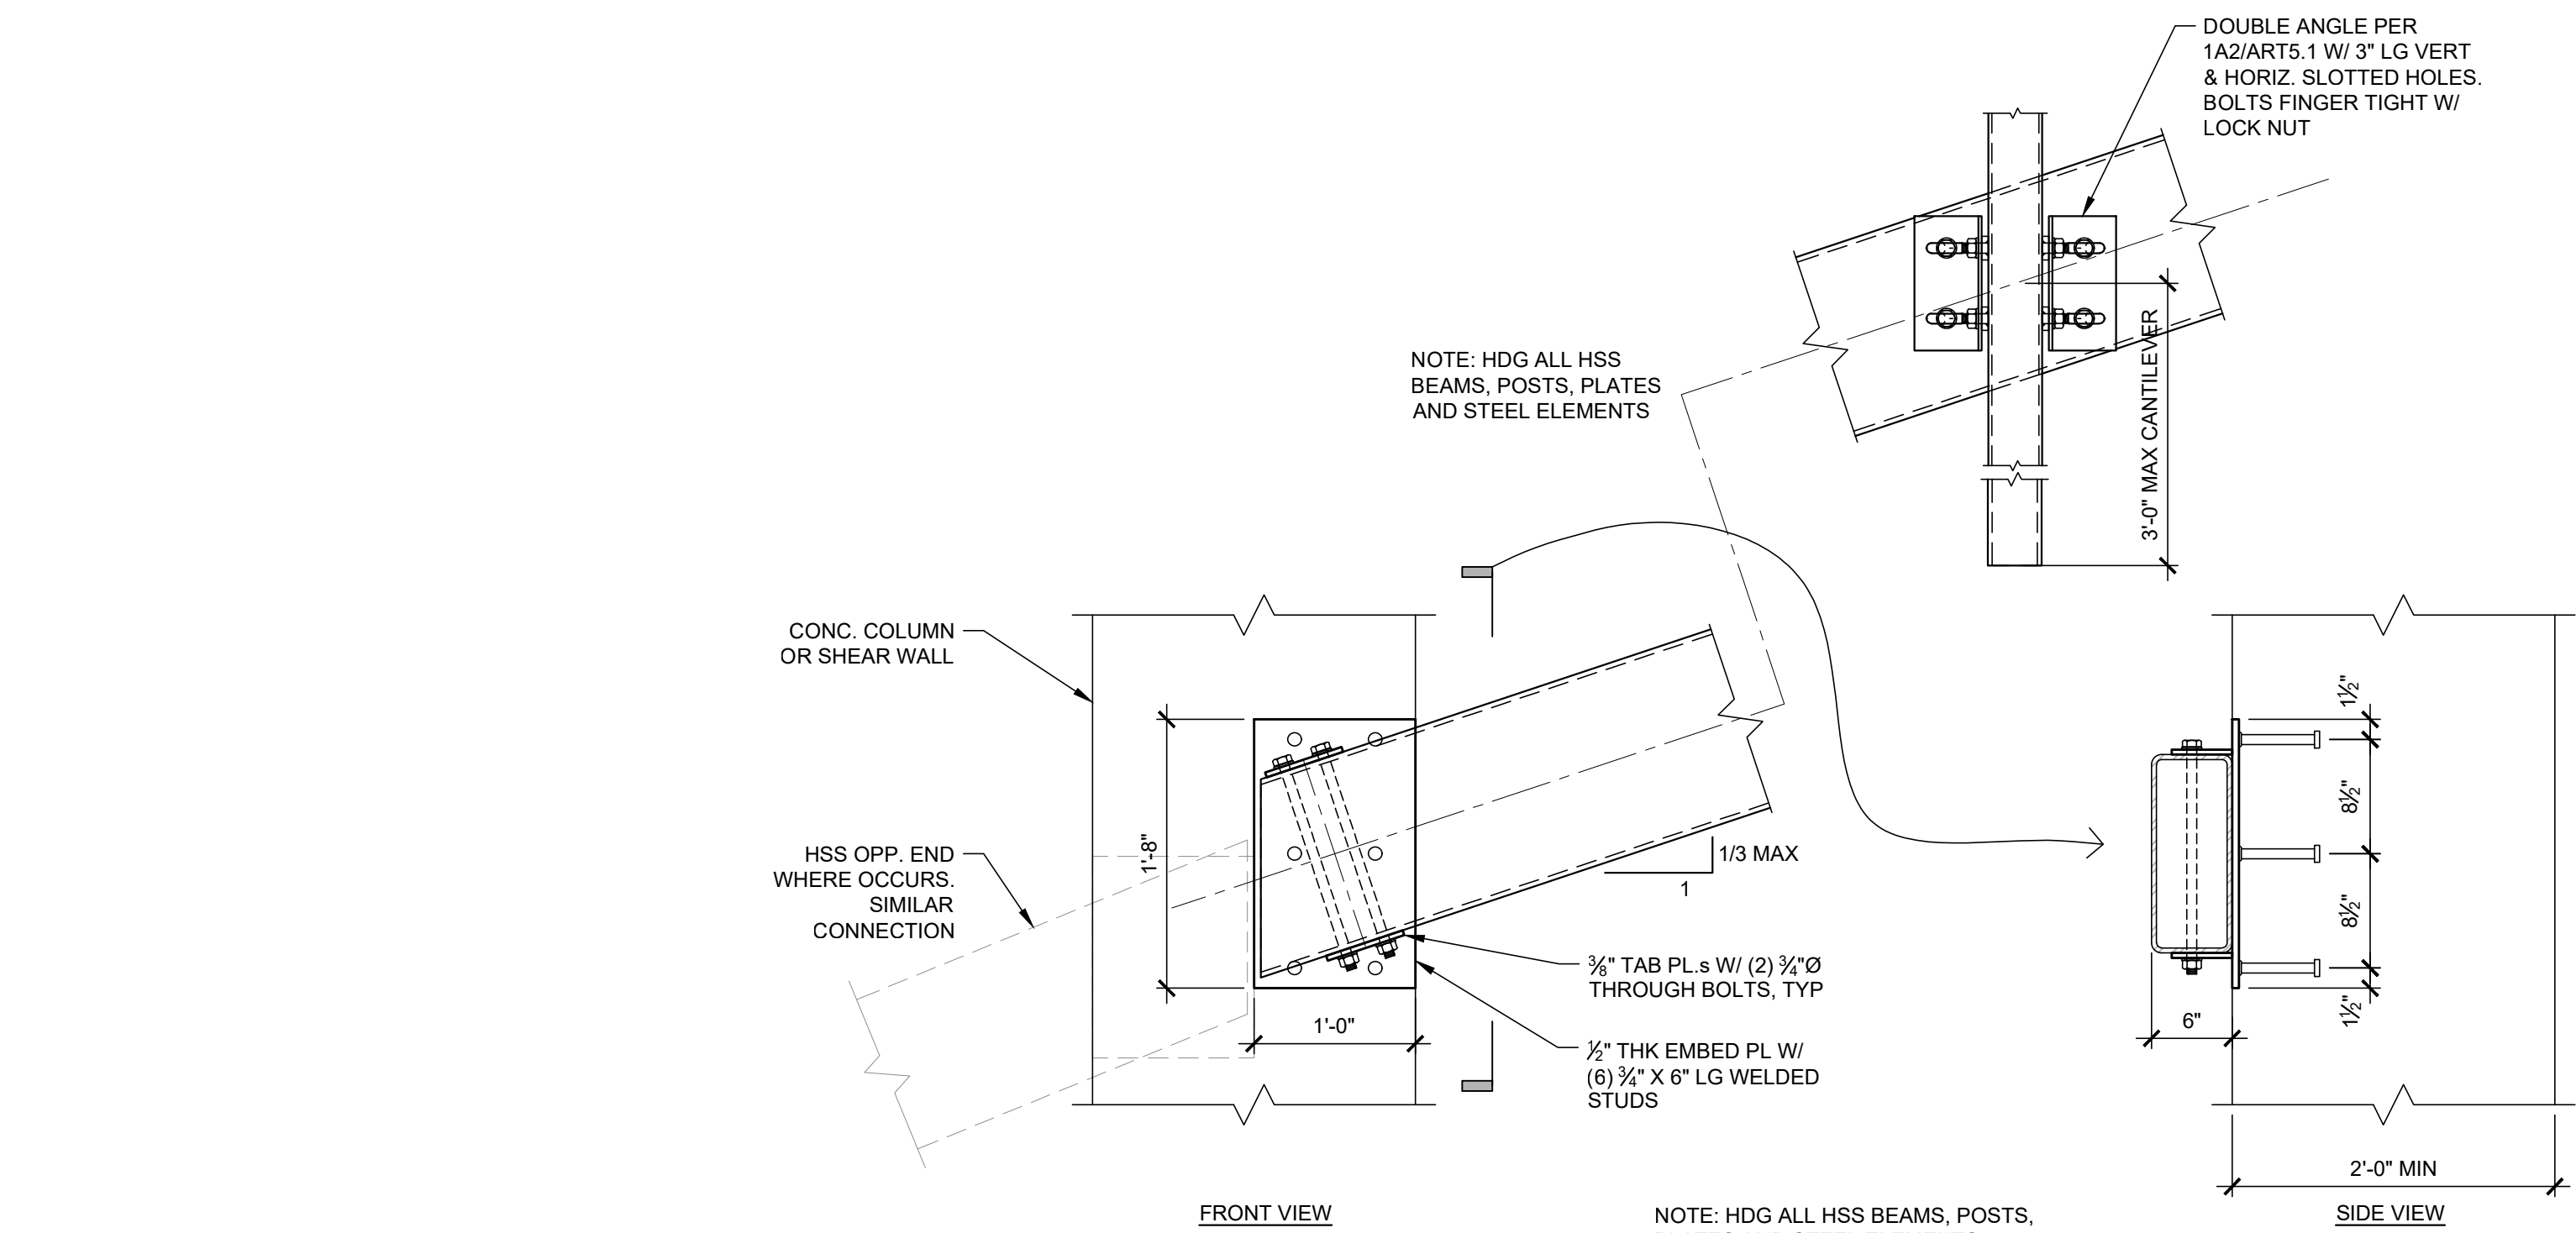 DOUBLE ANGLE PER
1A2/ART5.1 W/ 3" LG VERT
& HORIZ. SLOTTED HOLES.
BOLTS FINGER TIGHT W/
LOCK NUT
NOTE: HDG ALL HSS
BEAMS, POSTS, PLATES
AND STEEL ELEMENTS
3'-0" MAX CANTILEVER
CONC. COLUMN
OR SHEAR WALL
1'-8"
HSS OPP. END
WHERE OCCURS.
SIMILAR
CONNECTION
1/3 MAX
1
⅜" TAB PL.s W/ (2) ¾"Ø
THROUGH BOLTS, TYP
1'-0"
½" THK EMBED PL W/
(6) ¾" X 6" LG WELDED
STUDS
1½"
8½"
8½"
1½"
6"
2'-0" MIN
FRONT VIEW
SIDE VIEW
NOTE: HDG ALL HSS BEAMS, POSTS,